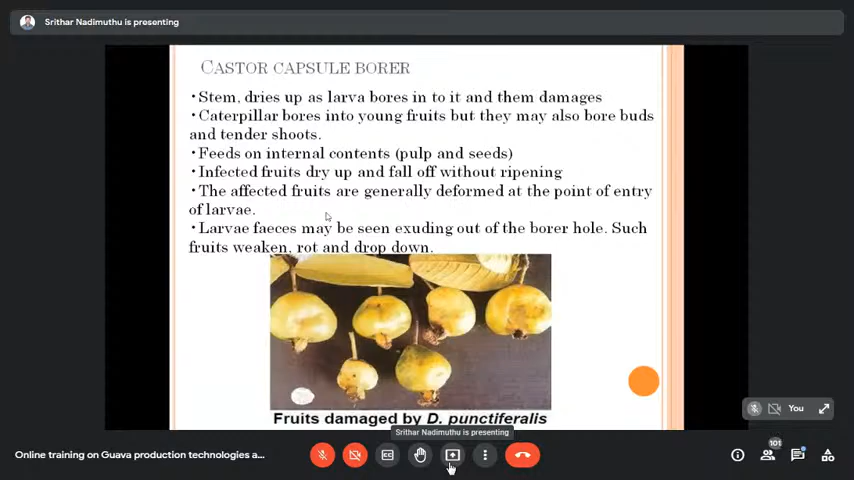 Srithar Nadimuthu is presenting
CASTOR CAPSULE BORER
•Stem, dries up as larva bores in to it and them damages
•Caterpillar bores into young fruits but they may also bore buds
and tender shoots.
•Feeds on internal contents (pulp and seeds)
•Infected fruits dry up and fall off without ripening
•The affected fruits are generally deformed at the point of entry
of larvae.
•Larvae faeces may be seen exuding out of the borer hole. Such
fruits weaken, rot and drop down.
Fruits damaged by D. punctiferalis
You
Srithar Nadimuthu is presenting
101
Online training on Guava production technologies a...
CC